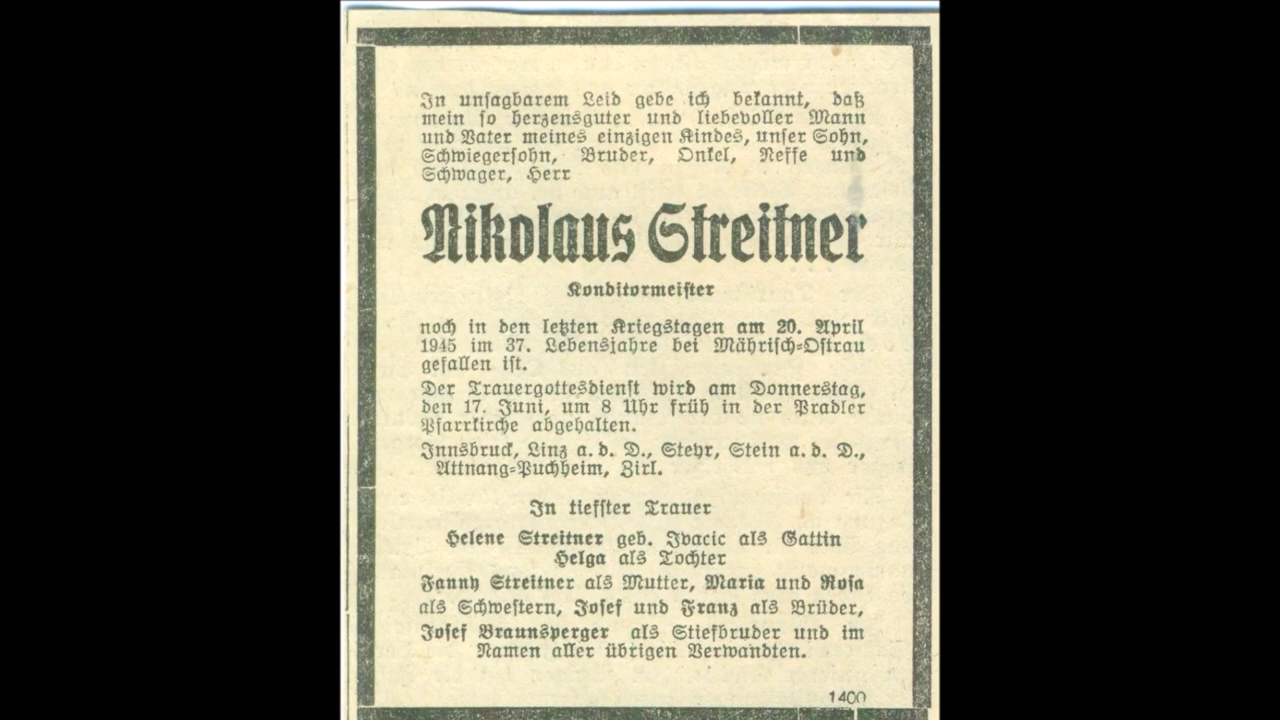 In unsagbarem Leid gebe ich bekannt, daß
mein so herzensguter und liebevoller Mann
und Vater meines einzigen Kindes, unser Sohn,
Schwiegersohn, Bruder, Onkel, Neffe und
Schwager, Herr
Nikolaus Streitner
Konditormeister
noch in den letzten Kriegstagen am 20. April
1945 im 37. Lebensjahre bei Mährisch-Ostrau
gefallen ist.
Der Trauergottesdienst wird am Donnerstag,
den 17. Juni, um 8 Uhr früh in der Pradler
Pfarrkirche abgehalten.
Innsbruck, Linz a. d. D., Steyr, Stein a. d. D.,
Attnang-Puchheim, Zirl.
In tiefster Trauer
Helene Streitner geb. Ivacic als Gattin
Helga als Tochter
Fanny Streitner als Mutter, Maria und Rosa
als Schwestern, Josef und Franz als Brüder,
Josef Braunsperger als Stiefbruder und im
Namen aller übrigen Verwandten.
1400